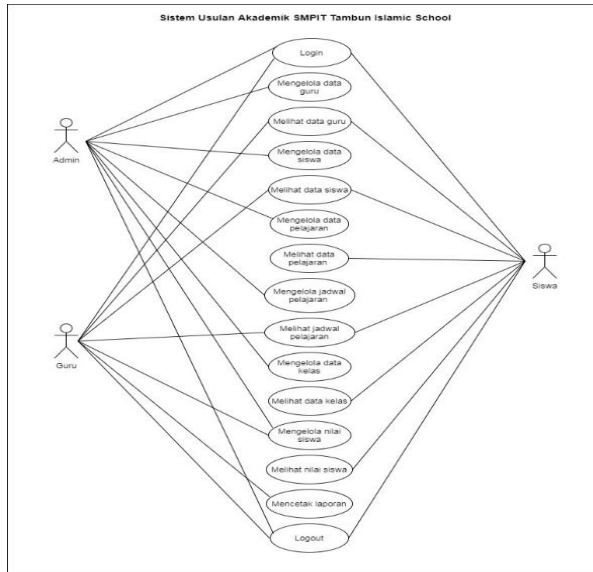 Sistem Usulan Akademik SMPIT Tambun Islamic School
Login
Mengelola data
guru
Melihat data guru
Mengelola data
siswa
Melihat data siswa
Mengelola data
pelajaran
Melihat data
pelajaran
Mengelola jadwal
pelajaran
Melihat jadwal
pelajaran
Mengelola data
kelas
Melihat data kelas
Mengelola nilai
siswa
Melihat nilai siswa
Mencetak laporan
Logout
Admin
Guru
Siswa